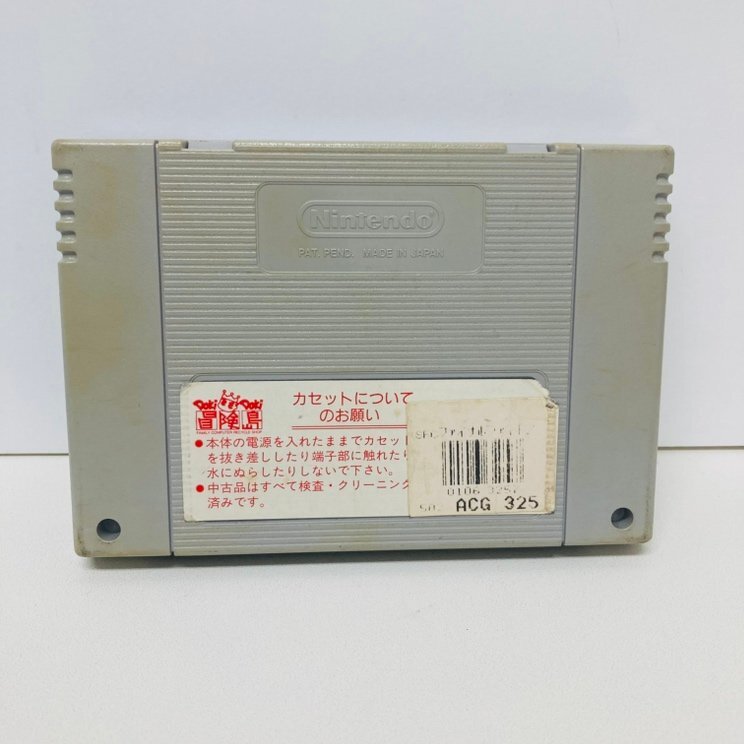 Nintendo
PAT. PEND. MADE IN JAPAN
Doki Doki
冒険島
FAMILY COMPUTER RECYCLE SHOP
カセットについて
のお願い
●本体の電源を入れたままでカセット
を抜き差ししたり端子部に触れたり
水にぬらしたりしないで下さい。
●中古品はすべて検査・クリーニング
済みです。
ACG 325